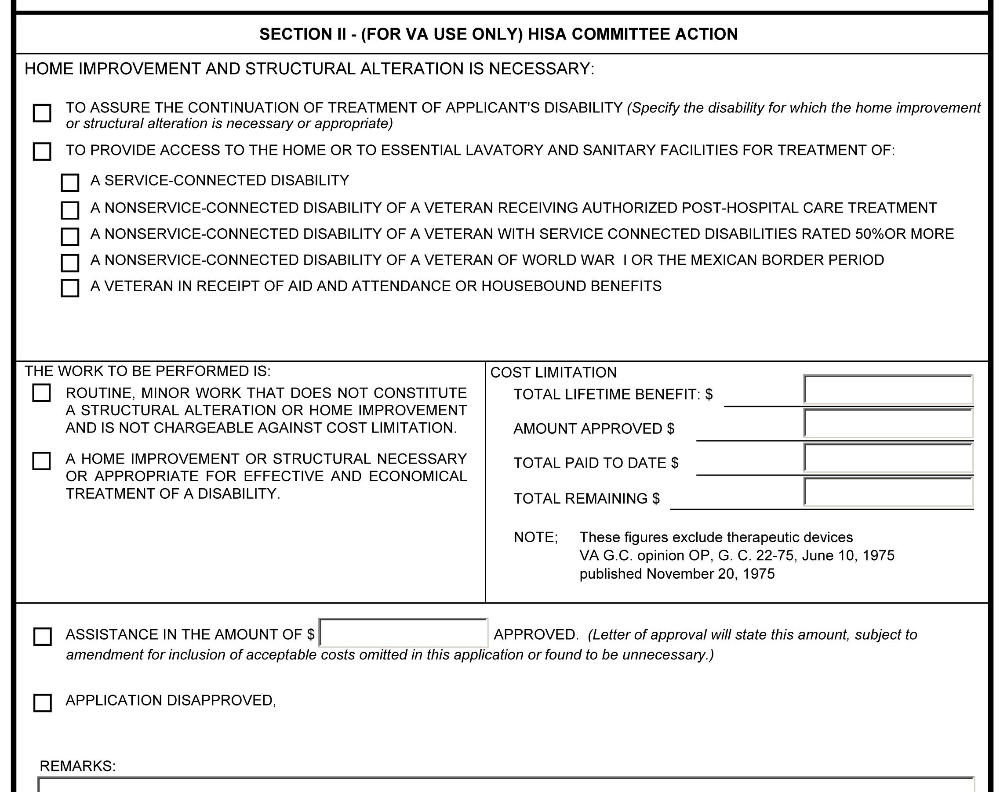 SECTION II - (FOR VA USE ONLY) HISA COMMITTEE ACTION
HOME IMPROVEMENT AND STRUCTURAL ALTERATION IS NECESSARY:
TO ASSURE THE CONTINUATION OF TREATMENT OF APPLICANT'S DISABILITY (Specify the disability for which the home improvement
or structural alteration is necessary or appropriate)
TO PROVIDE ACCESS TO THE HOME OR TO ESSENTIAL LAVATORY AND SANITARY FACILITIES FOR TREATMENT OF:
A SERVICE-CONNECTED DISABILITY
A NONSERVICE-CONNECTED DISABILITY OF A VETERAN RECEIVING AUTHORIZED POST-HOSPITAL CARE TREATMENT
A NONSERVICE-CONNECTED DISABILITY OF A VETERAN WITH SERVICE CONNECTED DISABILITIES RATED 50%OR MORE
A NONSERVICE-CONNECTED DISABILITY OF A VETERAN OF WORLD WAR I OR THE MEXICAN BORDER PERIOD
A VETERAN IN RECEIPT OF AID AND ATTENDANCE OR HOUSEBOUND BENEFITS
THE WORK TO BE PERFORMED IS:
ROUTINE, MINOR WORK THAT DOES NOT CONSTITUTE
A STRUCTURAL ALTERATION OR HOME IMPROVEMENT
AND IS NOT CHARGEABLE AGAINST COST LIMITATION.
A HOME IMPROVEMENT OR STRUCTURAL NECESSARY
OR APPROPRIATE FOR EFFECTIVE AND ECONOMICAL
TREATMENT OF A DISABILITY.
COST LIMITATION
TOTAL LIFETIME BENEFIT: $
AMOUNT APPROVED $
TOTAL PAID TO DATE $
TOTAL REMAINING $
NOTE; These figures exclude therapeutic devices
VA G.C. opinion OP, G. C. 22-75, June 10, 1975
published November 20, 1975
ASSISTANCE IN THE AMOUNT OF $ APPROVED. (Letter of approval will state this amount, subject to
amendment for inclusion of acceptable costs omitted in this application or found to be unnecessary.)
APPLICATION DISAPPROVED,
REMARKS: